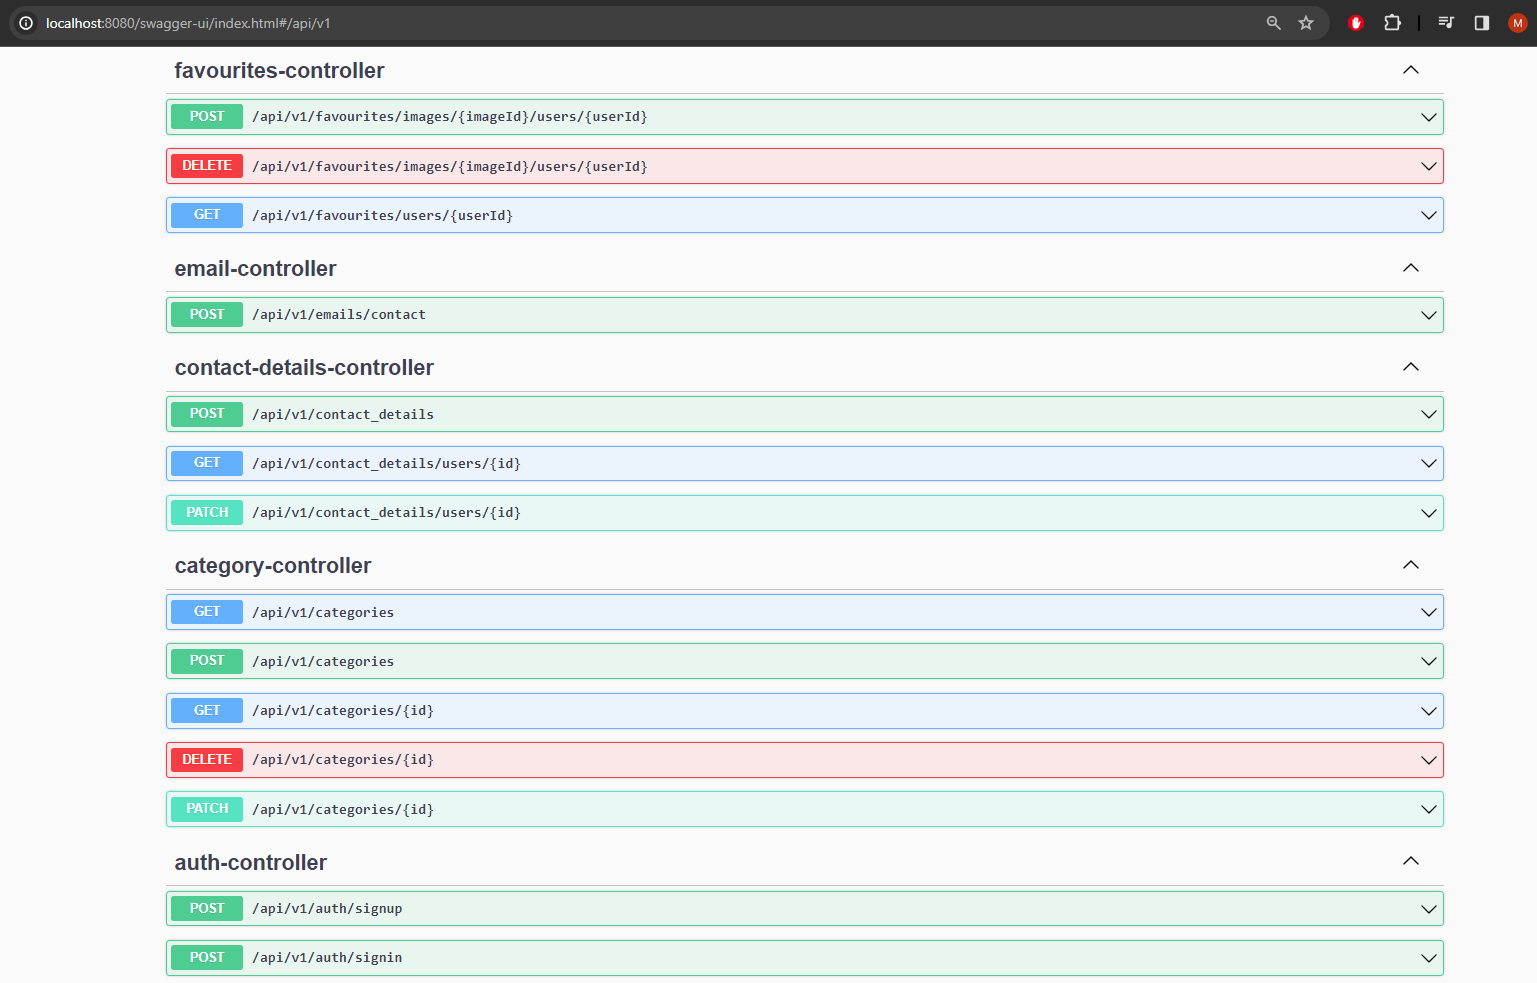 localhost:8080/swagger-ui/index.html#/api/v1
M
favourites-controller
POST /api/v1/favourites/images/{imageId}/users/{userId}
DELETE /api/v1/favourites/images/{imageId}/users/{userId}
GET /api/v1/favourites/users/{userId}
email-controller
POST /api/v1/emails/contact
contact-details-controller
POST /api/v1/contact_details
GET /api/v1/contact_details/users/{id}
PATCH /api/v1/contact_details/users/{id}
category-controller
GET /api/v1/categories
POST /api/v1/categories
GET /api/v1/categories/{id}
DELETE /api/v1/categories/{id}
PATCH /api/v1/categories/{id}
auth-controller
POST /api/v1/auth/signup
POST /api/v1/auth/signin